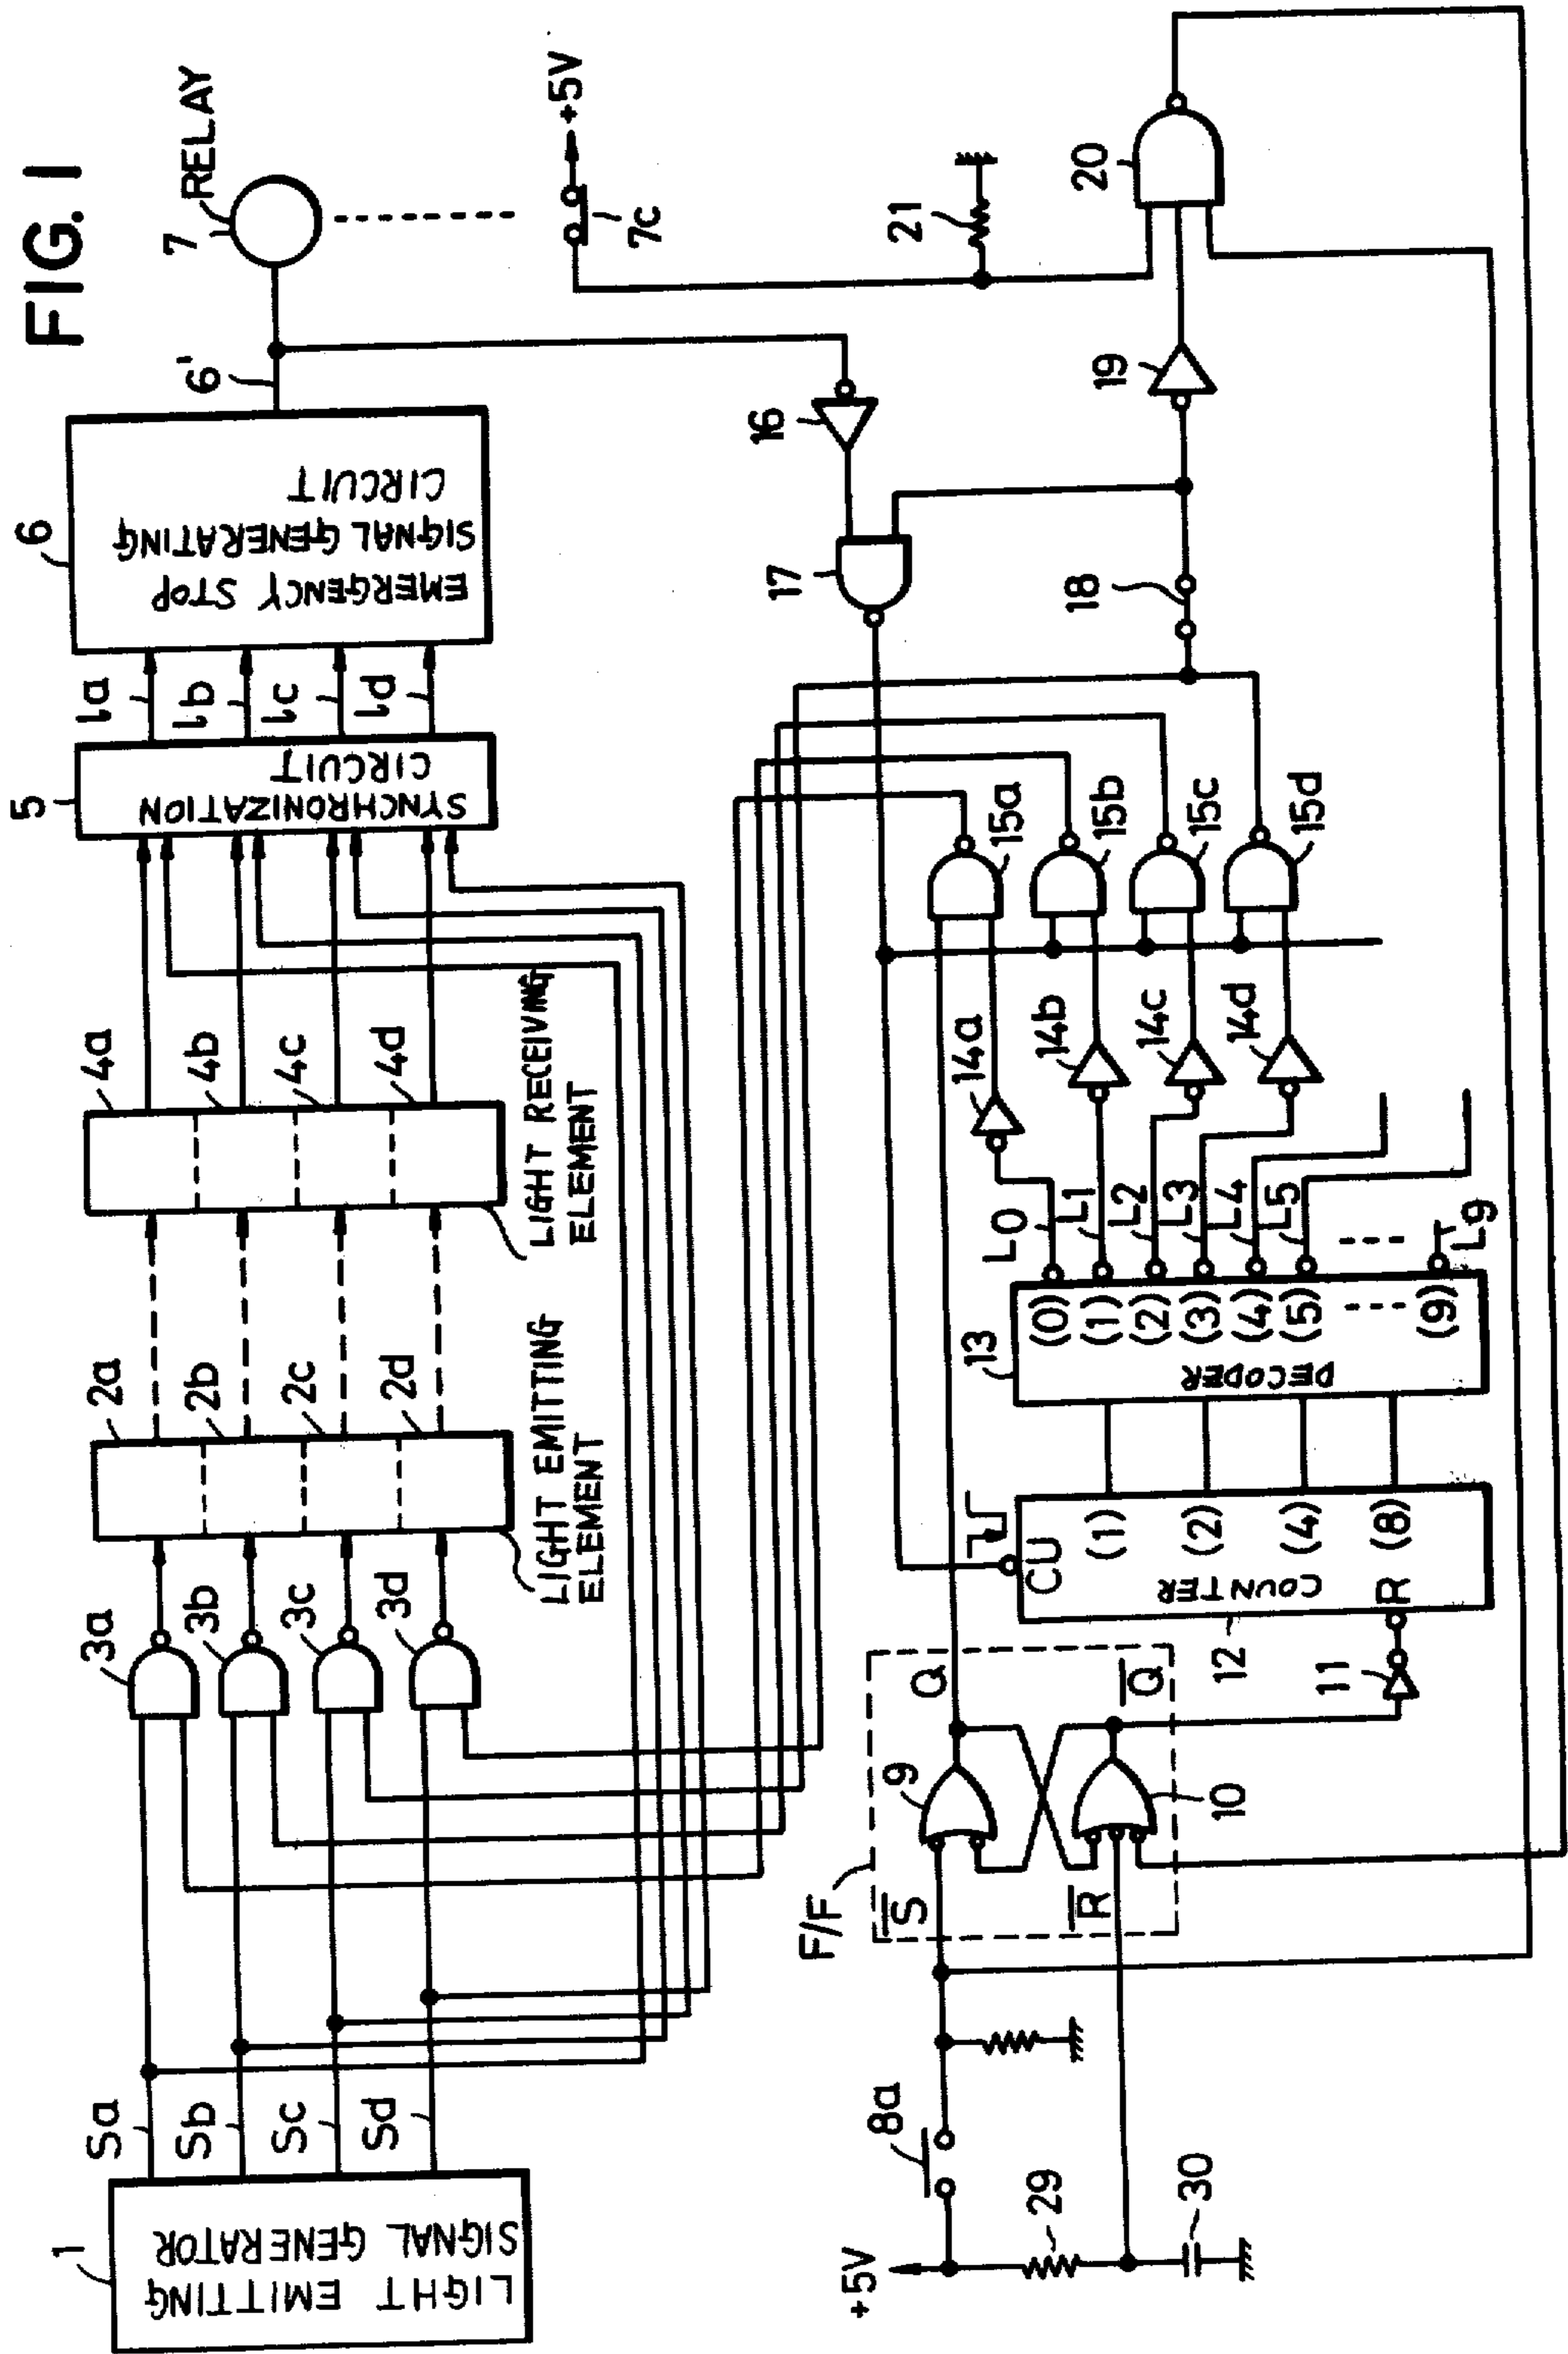 FIG. 1
1
LIGHT EMITTING
SIGNAL GENERATOR
Sa
Sb
Sc
Sd
3a
3b
3c
3d
2a
2b
2c
2d
LIGHT EMITTING
ELEMENT
4a
4b
4c
4d
LIGHT RECEIVING
ELEMENT
5
SYNCHRONIZATION
CIRCUIT
la
lb
lc
ld
6
EMERGENCY STOP
SIGNAL GENERATING
CIRCUIT
6'
7
RELAY
7c
+5V
+5V
8a
29
30
F/F
S
R
9
10
Q
Q
11
12
COUNTER
CU
R
(1)
(2)
(4)
(8)
13
DECODER
(0)
(1)
(2)
(3)
(4)
(5)
(9)
L0
L1
L2
L3
L4
L5
L9
14a
14b
14c
14d
15a
15b
15c
15d
16
17
18
19
20
21